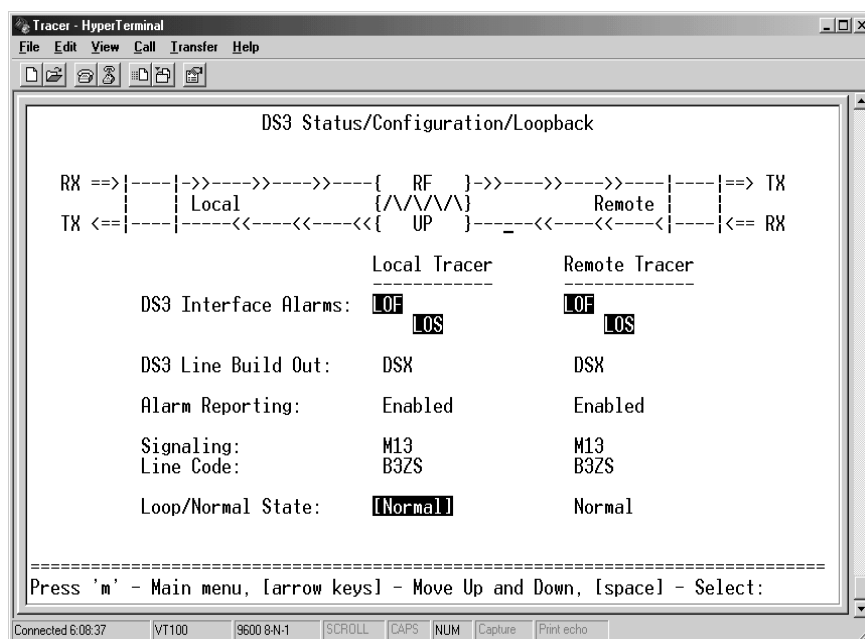 Tracer - HyperTerminal
File Edit View Call Transfer Help
DS3 Status/Configuration/Loopback
RX ==>|----|->>---->>---->>----{ RF }->>---->>---->>----|----|==> TX
| | Local {/\/\/\/\} Remote | |
TX <==|----|-----<<----<<----<<{ UP }------<<----<<----<|----|<== RX
Local Tracer Remote Tracer
------------ -------------
DS3 Interface Alarms: LOF LOF
LOS LOS
DS3 Line Build Out: DSX DSX
Alarm Reporting: Enabled Enabled
Signaling: M13 M13
Line Code: B3ZS B3ZS
Loop/Normal State: [Normal] Normal
================================================================================
Press 'm' - Main menu, [arrow keys] - Move Up and Down, [space] - Select:
Connected 6:08:37 VT100 9600 8-N-1 SCROLL CAPS NUM Capture Print echo